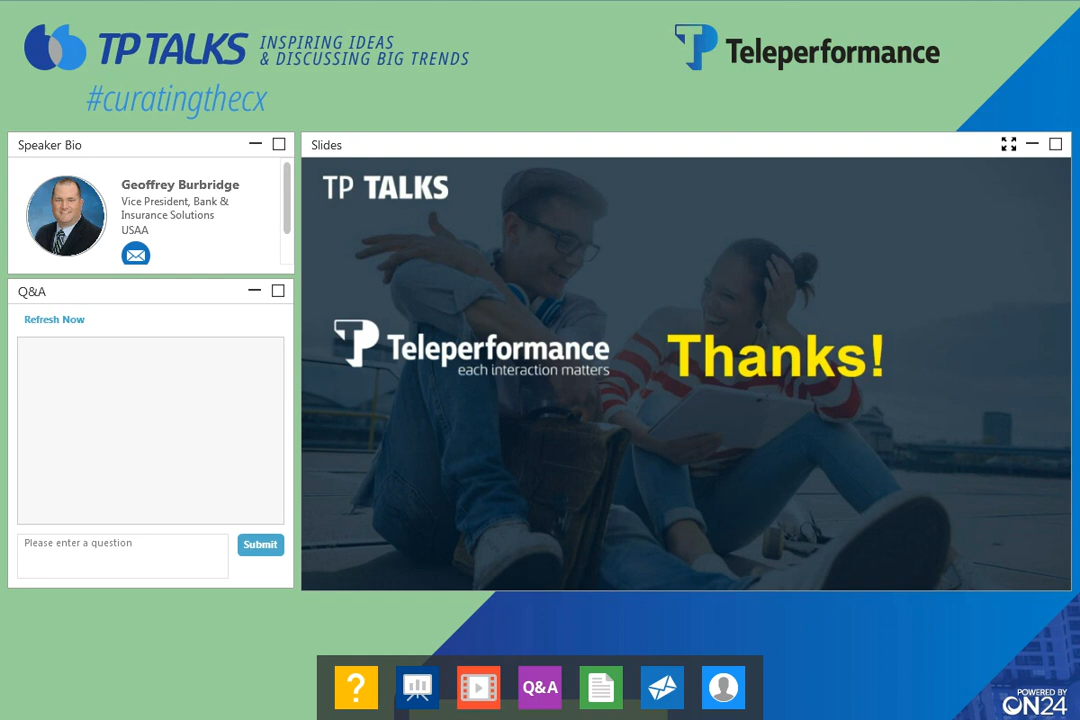 TP TALKS
INSPIRING IDEAS
& DISCUSSING BIG TRENDS
#curatingthecx
Teleperformance
Speaker Bio
Geoffrey Burbridge
Vice President, Bank &
Insurance Solutions
USAA
Q&A
Refresh Now
Please enter a question
Submit
Slides
TP TALKS
Teleperformance
each interaction matters
Thanks!
?
Q&A
POWERED BY
ON24